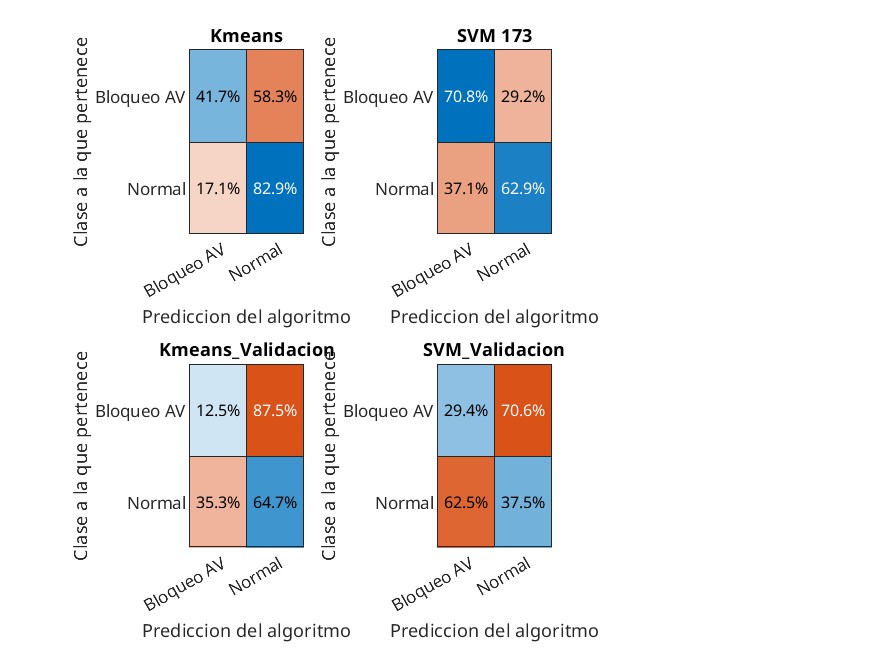 Kmeans
Clase a la que pertenece
Bloqueo AV
41.7%
58.3%
Normal
17.1%
82.9%
Bloqueo AV
Normal
Prediccion del algoritmo
SVM 173
Clase a la que pertenece
Bloqueo AV
70.8%
29.2%
Normal
37.1%
62.9%
Bloqueo AV
Normal
Prediccion del algoritmo
Kmeans_Validacion
Clase a la que pertenece
Bloqueo AV
12.5%
87.5%
Normal
35.3%
64.7%
Bloqueo AV
Normal
Prediccion del algoritmo
SVM_Validacion
Clase a la que pertenece
Bloqueo AV
29.4%
70.6%
Normal
62.5%
37.5%
Bloqueo AV
Normal
Prediccion del algoritmo